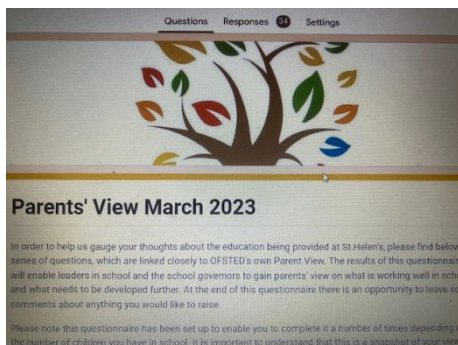 Questions Responses 34 Settings
Parents' View March 2023
In order to help us gauge your thoughts about the education being provided at St.Helen's, please find below
series of questions, which are linked closely to OFSTED's own Parent View. The results of this questionnair
will enable leaders in school and the school governors to gain parents' view on what is working well in scho
and what needs to be developed further. At the end of this questionnaire there is an opportunity to leave so
comments about anything you would like to raise.
Please note this questionnaire has been set up to enable you to complete it a number of times depending
the number of children you have in school. It is important to understand that this is a snapshot of your view